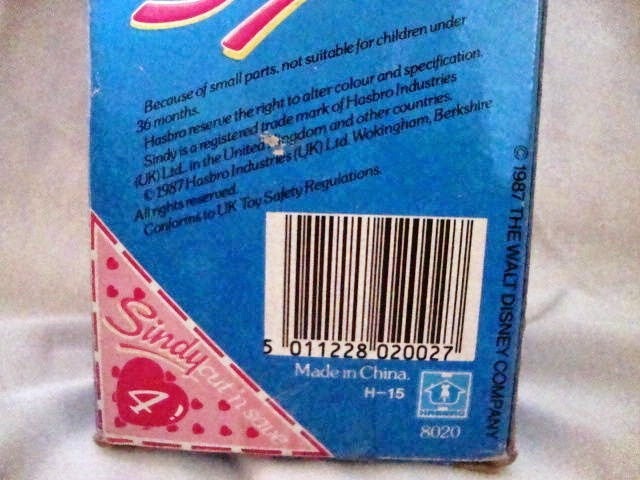 Because of small parts, not suitable for children under
36 months.
Hasbro reserve the right to alter colour and specification.
Sindy is a registered trade mark of Hasbro Industries
(UK) Ltd. in the United Kingdom and other countries.
© 1987 Hasbro Industries (UK) Ltd. Wokingham, Berkshire
All rights reserved.
Conforms to UK Toy Safety Regulations.
© 1987 THE WALT DISNEY COMPANY
5 011228 020027
Made in China.
H-15
HASBRO
8020
Sindy cut 'n save
4